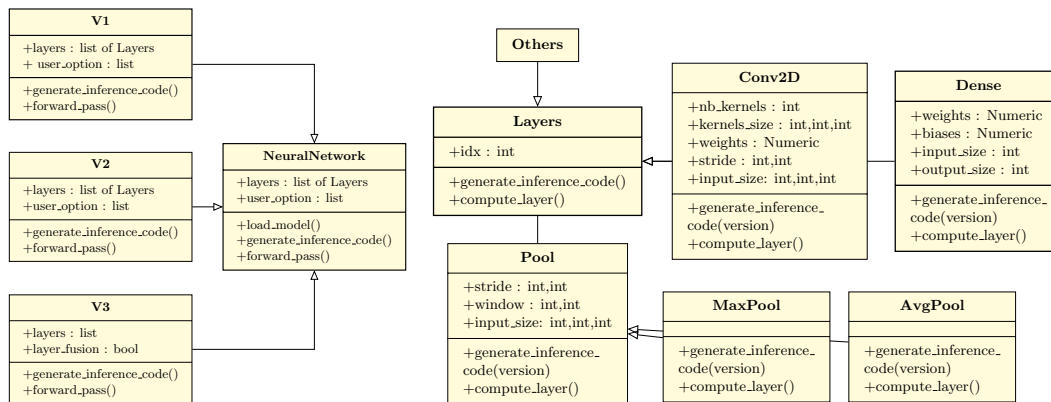 V1
+layers : list of Layers
+ user_option : list
+generate_inference_code()
+forward_pass()
V2
+layers : list of Layers
+user_option : list
+generate_inference_code()
+forward_pass()
V3
+layers : list
+layer_fusion : bool
+generate_inference_code()
+forward_pass()
NeuralNetwork
+layers : list of Layers
+user_option : list
+load_model()
+generate_inference_code()
+forward_pass()
Others
Layers
+idx : int
+generate_inference_code()
+compute_layer()
Conv2D
+nb_kernels : int
+kernels_size : int,int,int
+weights : Numeric
+stride : int,int
+input_size: int,int,int
+generate_inference_
code(version)
+compute_layer()
Dense
+weights : Numeric
+biases : Numeric
+input_size : int
+output_size : int
+generate_inference_
code(version)
+compute_layer()
Pool
+stride : int,int
+window : int,int
+input_size: int,int,int
+generate_inference_
code(version)
+compute_layer()
MaxPool
+generate_inference_
code(version)
+compute_layer()
AvgPool
+generate_inference_
code(version)
+compute_layer()